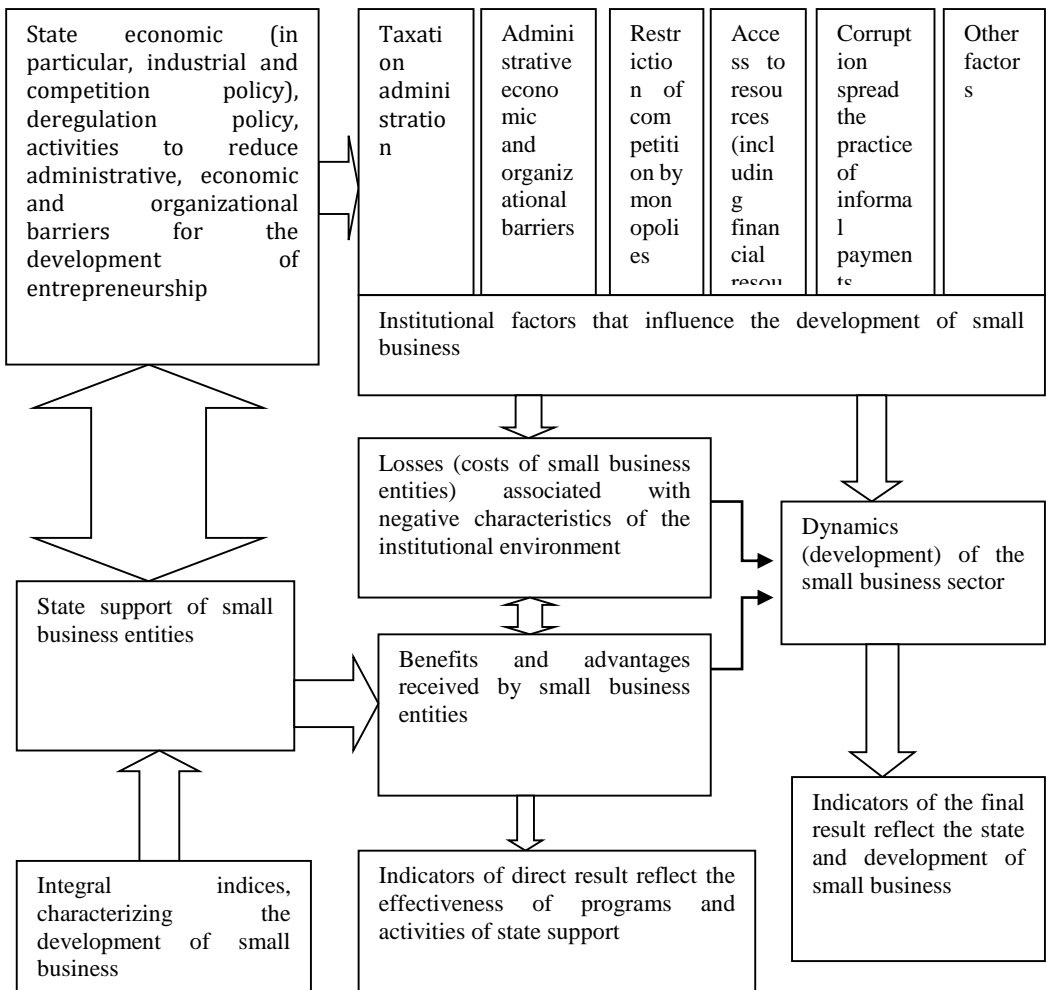 State economic (in
particular, industrial and
competition policy),
deregulation policy,
activities to reduce
administrative, economic
and organizational
barriers for the
development of
entrepreneurship
Taxati
on
admini
stratio
n
Admini
strative
econo
mic
and
organiz
ational
barriers
Restr
ictio
n of
com
petiti
on by
mon
opoli
es
Acce
ss to
resou
rces
(incl
udin
g
finan
cial
resou
Corrupt
ion
spread
the
practice
of
informa
l
paymen
ts
Other
factor
s
Institutional factors that influence the development of small
business
Losses (costs of small business
entities) associated with
negative characteristics of the
institutional environment
Dynamics
(development) of the
small business sector
State support of small
business entities
Benefits and advantages
received by small business
entities
Indicators of the final
result reflect the state
and development of
small business
Integral indices,
characterizing the
development of small
business
Indicators of direct result reflect the
effectiveness of programs and
activities of state support